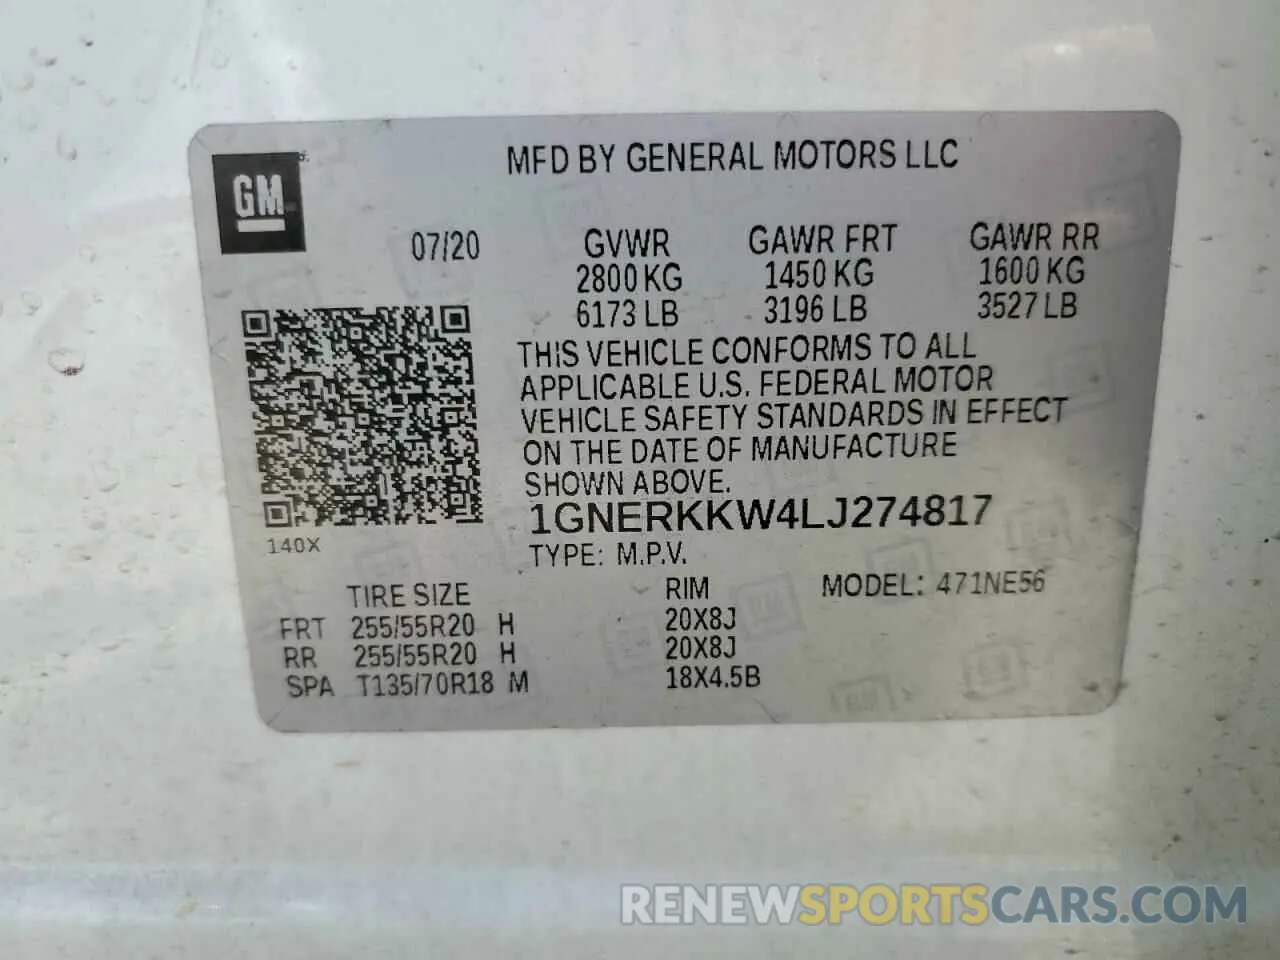 MFD BY GENERAL MOTORS LLC
GM
07/20 GVWR GAWR FRT GAWR RR
2800 KG 1450 KG 1600 KG
6173 LB 3196 LB 3527 LB
THIS VEHICLE CONFORMS TO ALL
APPLICABLE U.S. FEDERAL MOTOR
VEHICLE SAFETY STANDARDS IN EFFECT
ON THE DATE OF MANUFACTURE
SHOWN ABOVE.
1GNERKKW4LJ274817
140X
TYPE: M.P.V.
TIRE SIZE RIM MODEL: 471NE56
FRT 255/55R20 H 20X8J
RR 255/55R20 H 20X8J
SPA T135/70R18 M 18X4.5B
RENEWSPORTSCARS.COM